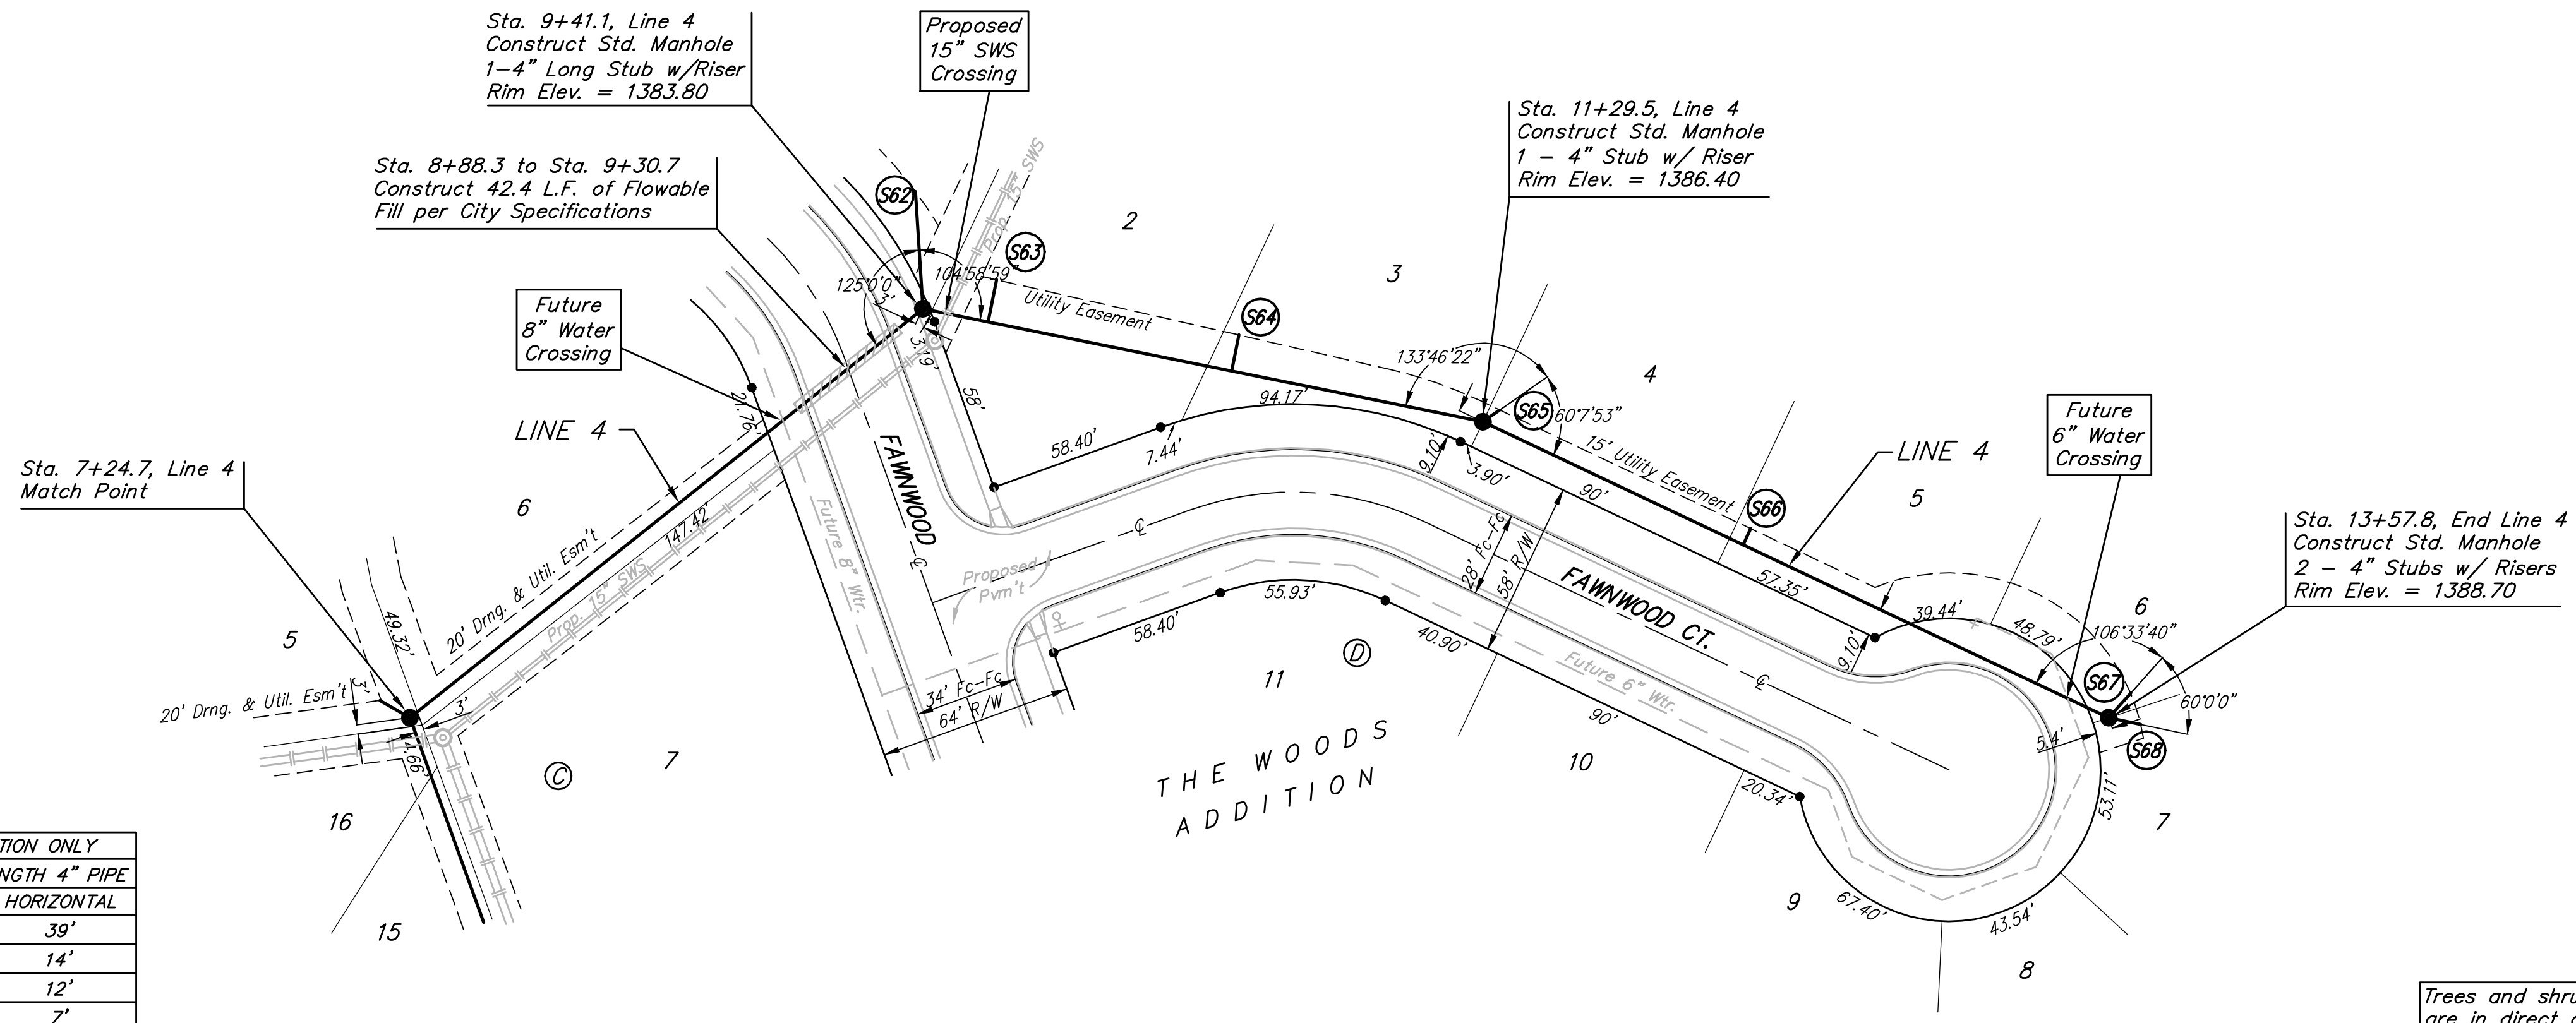 Sta. 9+41.1, Line 4
Construct Std. Manhole
1-4" Long Stub w/Riser
Rim Elev. = 1383.80
Proposed
15" SWS
Crossing
Sta. 11+29.5, Line 4
Construct Std. Manhole
1 - 4" Stub w/ Riser
Rim Elev. = 1386.40
Sta. 8+88.3 to Sta. 9+30.7
Construct 42.4 L.F. of Flowable
Fill per City Specifications
S62
Prop. 15" SWS
2
S63
3
125°0'0"
104°58'59"
3'
Utility Easement
S64
Future
8" Water
Crossing
3.19'
133°46'22"
4
58'
94.17'
S65
60°7'53"
21.76'
LINE 4
FAWNWOOD
58.40'
7.44'
9.10'
3.90'
15' Utility Easement
Future
6" Water
Crossing
LINE 4
Sta. 7+24.7, Line 4
Match Point
6
147.42'
90'
S66
5
Future 8" Wtr.
28' Fc-Fc
58' R/W
Sta. 13+57.8, End Line 4
Construct Std. Manhole
2 - 4" Stubs w/ Risers
Rim Elev. = 1388.70
20' Drng. & Util. Esm't
Prop. 15" SWS
Proposed
Pvm't
55.93'
FAWNWOOD CT.
57.35'
39.44'
48.79'
6
106°33'40"
49.32'
5
58.40'
40.90'
9.10'
D
Future 6" Wtr.
S67
60°0'0"
20' Drng. & Util. Esm't
3'
3'
34' Fc-Fc
64' R/W
11
90'
5.4'
S68
4.66'
C
7
THE WOODS
ADDITION
10
20.34'
53.11'
7
16
9
67.40'
43.54'
15
8
TION ONLY
NGTH 4" PIPE
HORIZONTAL
39'
14'
12'
7'
Trees and shru
are in direct